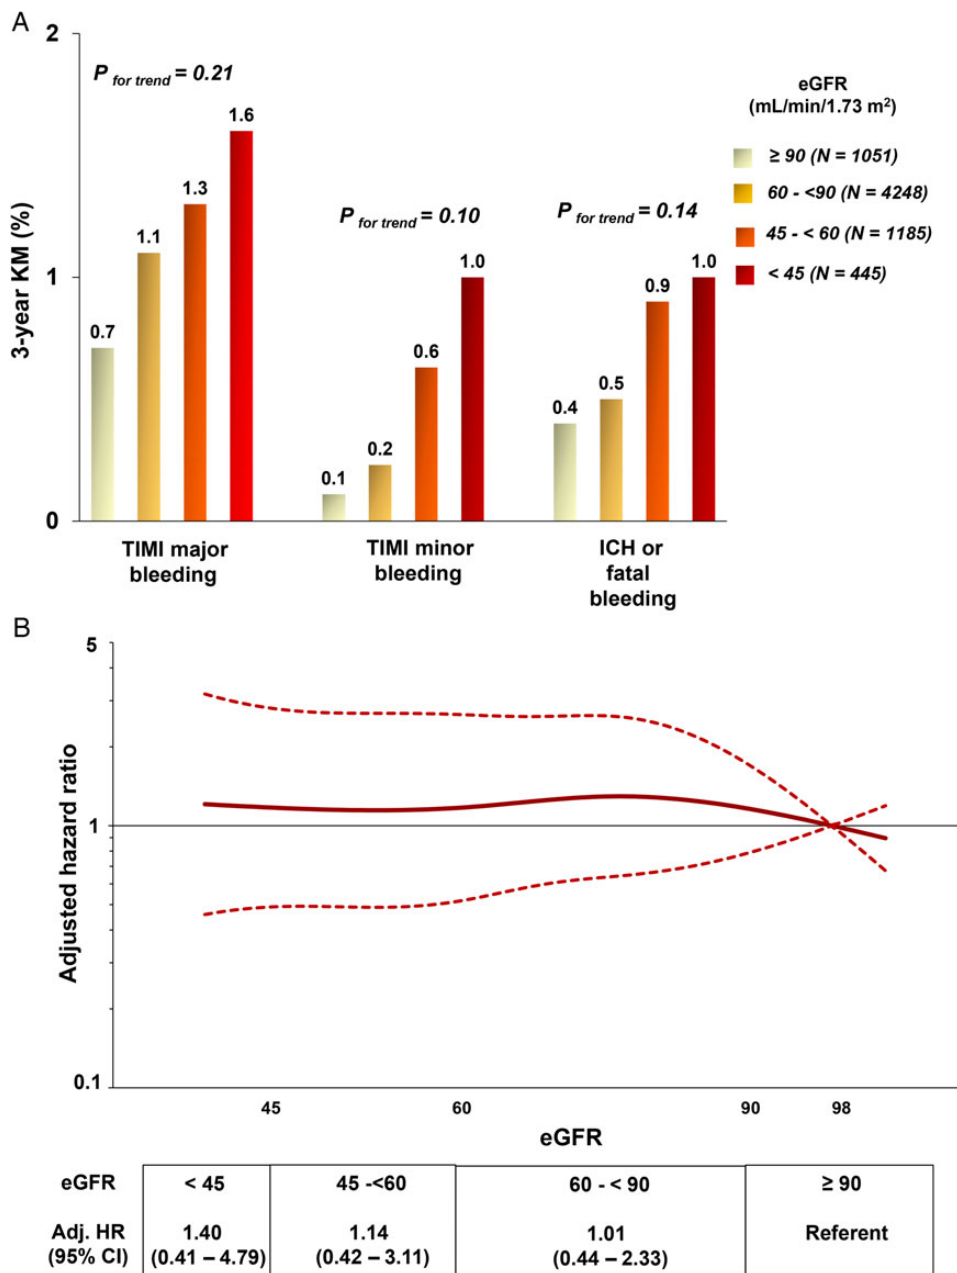 A
2
P for trend = 0.21
1.6
1.3
1.1
0.7
P for trend = 0.10
1.0
0.6
0.2
0.1
P for trend = 0.14
1.0
0.9
0.5
0.4
eGFR
(mL/min/1.73 m²)
≥ 90 (N = 1051)
60 - <90 (N = 4248)
45 - < 60 (N = 1185)
< 45 (N = 445)
3-year KM (%)
1
0
TIMI major
bleeding
TIMI minor
bleeding
ICH or
fatal
bleeding
B
5
Adjusted hazard ratio
1
0.1
45
60
90
98
eGFR
eGFR
< 45
45 -<60
60 - < 90
≥ 90
Adj. HR
(95% CI)
1.40
(0.41 – 4.79)
1.14
(0.42 – 3.11)
1.01
(0.44 – 2.33)
Referent